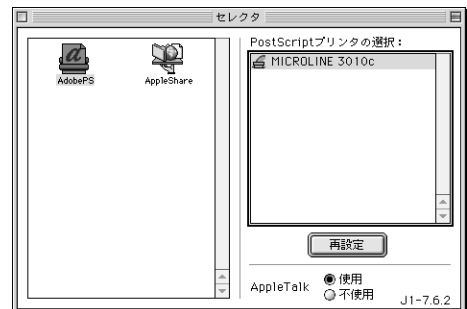 セレクタ
AdobePS
AppleShare
PostScriptプリンタの選択：
MICROLINE 3010c
再設定
AppleTalk
使用
不使用
J1-7.6.2